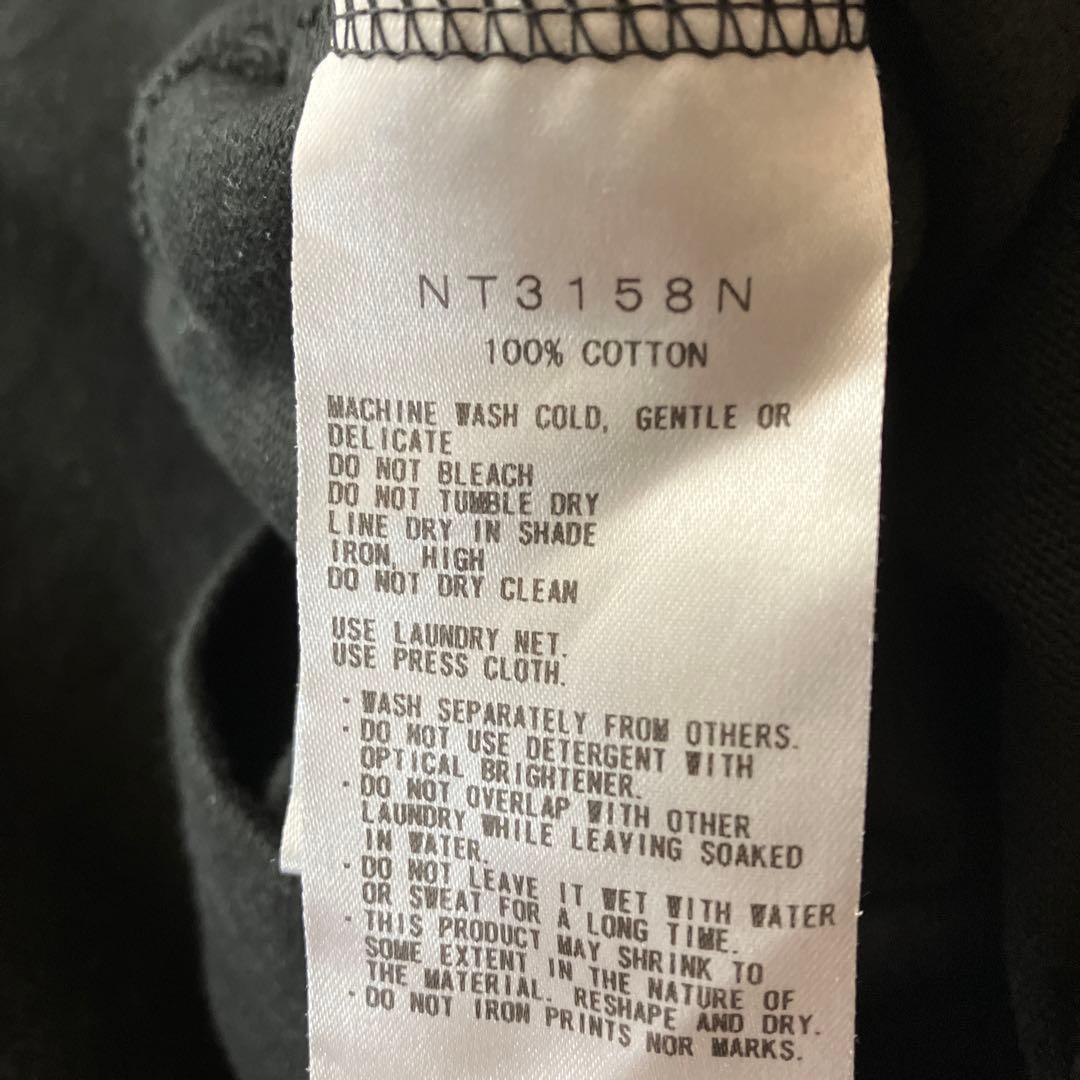 NT3158N
100% COTTON
MACHINE WASH COLD, GENTLE OR
DELICATE
DO NOT BLEACH
DO NOT TUMBLE DRY
LINE DRY IN SHADE
IRON, HIGH
DO NOT DRY CLEAN
USE LAUNDRY NET.
USE PRESS CLOTH.
・WASH SEPARATELY FROM OTHERS.
・DO NOT USE DETERGENT WITH
OPTICAL BRIGHTENER.
・DO NOT OVERLAP WITH OTHER
LAUNDRY WHILE LEAVING SOAKED
IN WATER.
・DO NOT LEAVE IT WET WITH WATER
OR SWEAT FOR A LONG TIME.
・THIS PRODUCT MAY SHRINK TO
SOME EXTENT IN THE NATURE OF
THE MATERIAL. RESHAPE AND DRY.
・DO NOT IRON PRINTS NOR MARKS.